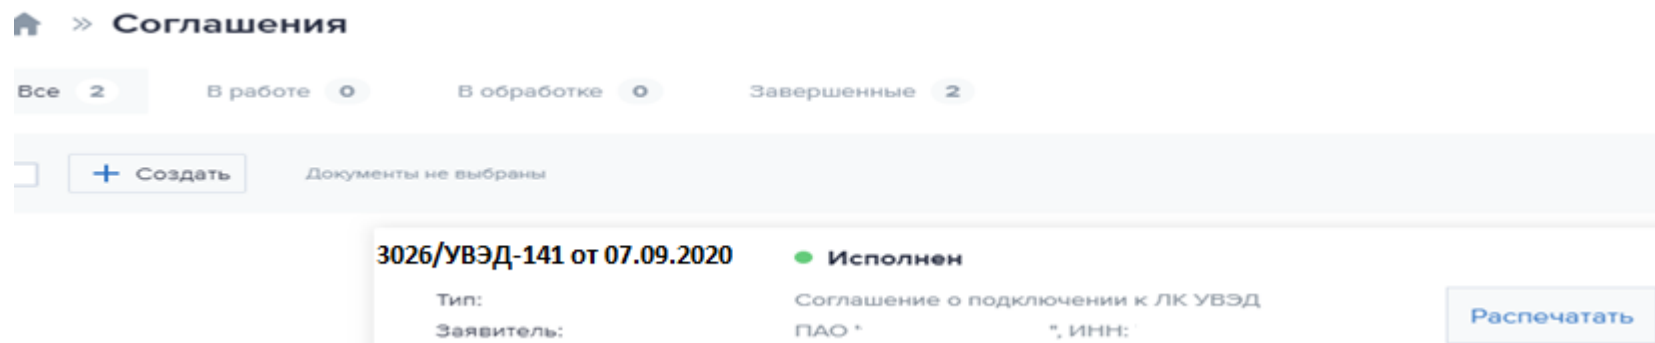 » Соглашения
Все 2 В работе 0 В обработке 0 Завершенные 2
+ Создать Документы не выбраны
3026/УВЭД-141 от 07.09.2020 Исполнен
Тип: Соглашение о подключении к ЛК УВЭД
Распечатать
Заявитель: ПАО " ", ИНН: